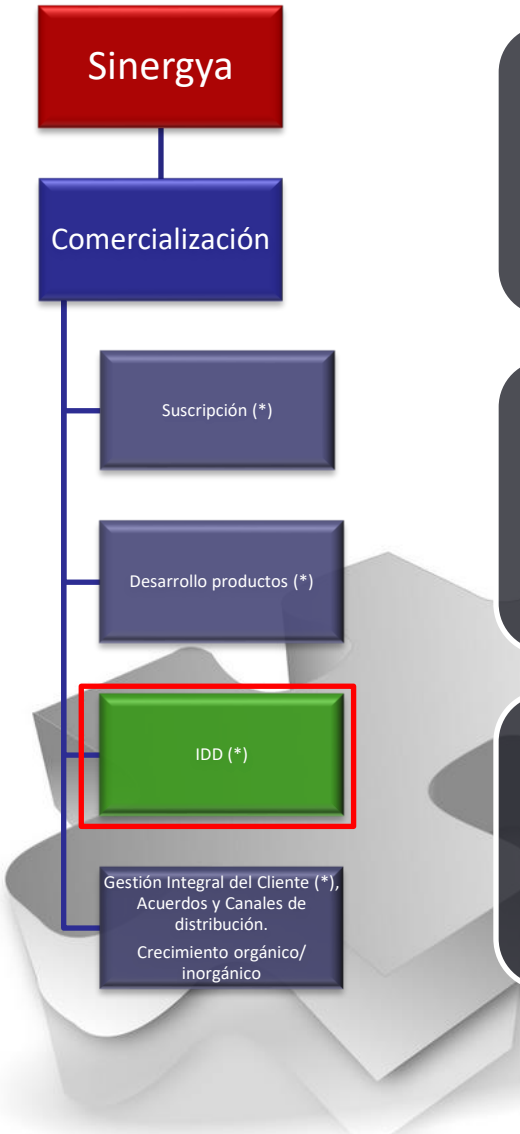 Sinergya
Comercialización
Suscripción (*)
Desarrollo productos (*)
IDD (*)
Gestión Integral del Cliente (*),
Acuerdos y Canales de
distribución.
Crecimiento orgánico/
inorgánico